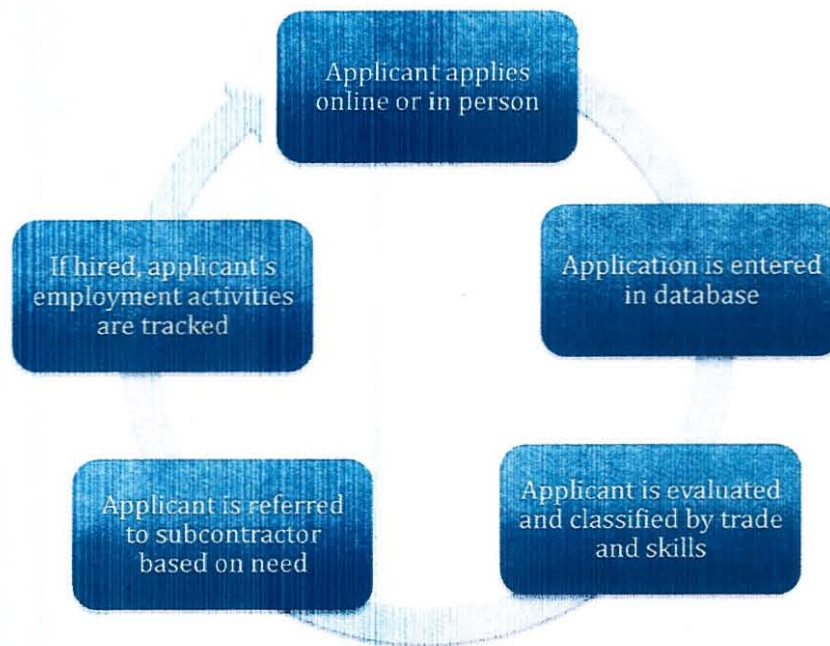 Applicant applies
online or in person
Application is entered
in database
Applicant is evaluated
and classified by trade
and skills
Applicant is referred
to subcontractor
based on need
If hired, applicant's
employment activities
are tracked